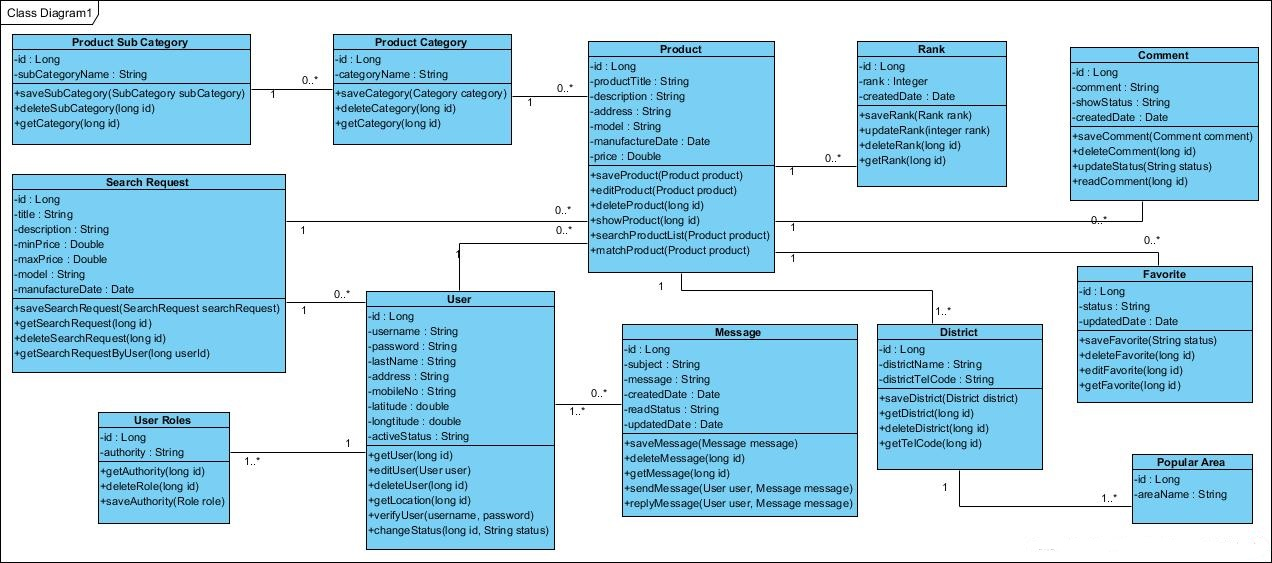 Class Diagram1
Product Sub Category
-id : Long
-subCategoryName : String
+saveSubCategory(SubCategory subCategory)
+deleteSubCategory(long id)
+getCategory(long id)
1
0..*
Product Category
-id : Long
-categoryName : String
+saveCategory(Category category)
+deleteCategory(long id)
+getCategory(long id)
1
0..*
Product
-id : Long
-productTitle : String
-description : String
-address : String
-model : String
-manufactureDate : Date
-price : Double
+saveProduct(Product product)
+editProduct(Product product)
+deleteProduct(long id)
+showProduct(long id)
+searchProductList(Product product)
+matchProduct(Product product)
1
0..*
Rank
-id : Long
-rank : Integer
-createdDate : Date
+saveRank(Rank rank)
+updateRank(integer rank)
+deleteRank(long id)
+getRank(long id)
Comment
-id : Long
-comment : String
-showStatus : String
-createdDate : Date
+saveComment(Comment comment)
+deleteComment(long id)
+updateStatus(String status)
+readComment(long id)
1
0..*
1
0..*
Search Request
-id : Long
-title : String
-description : String
-minPrice : Double
-maxPrice : Double
-model : String
-manufactureDate : Date
+saveSearchRequest(SearchRequest searchRequest)
+getSearchRequest(long id)
+deleteSearchRequest(long id)
+getSearchRequestByUser(long userId)
1
0..*
0..*
1
0..*
1
User
-id : Long
-username : String
-password : String
-lastName : String
-address : String
-mobileNo : String
-latitude : double
-longtitude : double
-activeStatus : String
+getUser(long id)
+editUser(User user)
+deleteUser(long id)
+getLocation(long id)
+verifyUser(username, password)
+changeStatus(long id, String status)
0..*
1..*
Message
-id : Long
-subject : String
-message : String
-createdDate : Date
-readStatus : String
-updatedDate : Date
+saveMessage(Message message)
+deleteMessage(long id)
+getMessage(long id)
+sendMessage(User user, Message message)
+replyMessage(User user, Message message)
1
1..*
District
-id : Long
-districtName : String
-districtTelCode : String
+saveDistrict(District district)
+getDistrict(long id)
+deleteDistrict(long id)
+getTelCode(long id)
Favorite
-id : Long
-status : String
-updatedDate : Date
+saveFavorite(String status)
+deleteFavorite(long id)
+editFavorite(long id)
+getFavorite(long id)
User Roles
-id : Long
-authority : String
+getAuthority(long id)
+deleteRole(long id)
+saveAuthority(Role role)
1
1..*
1
1..*
Popular Area
-id : Long
-areaName : String